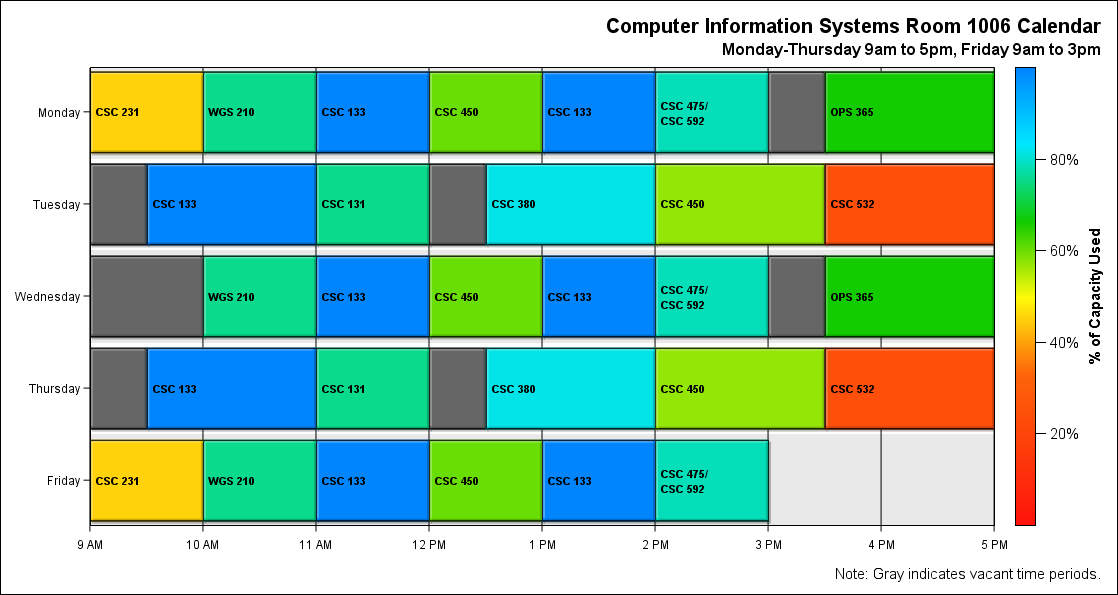 Computer Information Systems Room 1006 Calendar
Monday-Thursday 9am to 5pm, Friday 9am to 3pm
Monday
CSC 231
WGS 210
CSC 133
CSC 450
CSC 133
CSC 475/
CSC 592
OPS 365
Tuesday
CSC 133
CSC 131
CSC 380
CSC 450
CSC 532
Wednesday
WGS 210
CSC 133
CSC 450
CSC 133
CSC 475/
CSC 592
OPS 365
Thursday
CSC 133
CSC 131
CSC 380
CSC 450
CSC 532
Friday
CSC 231
WGS 210
CSC 133
CSC 450
CSC 133
CSC 475/
CSC 592
9 AM
10 AM
11 AM
12 PM
1 PM
2 PM
3 PM
4 PM
5 PM
80%
60%
40%
20%
% of Capacity Used
Note: Gray indicates vacant time periods.